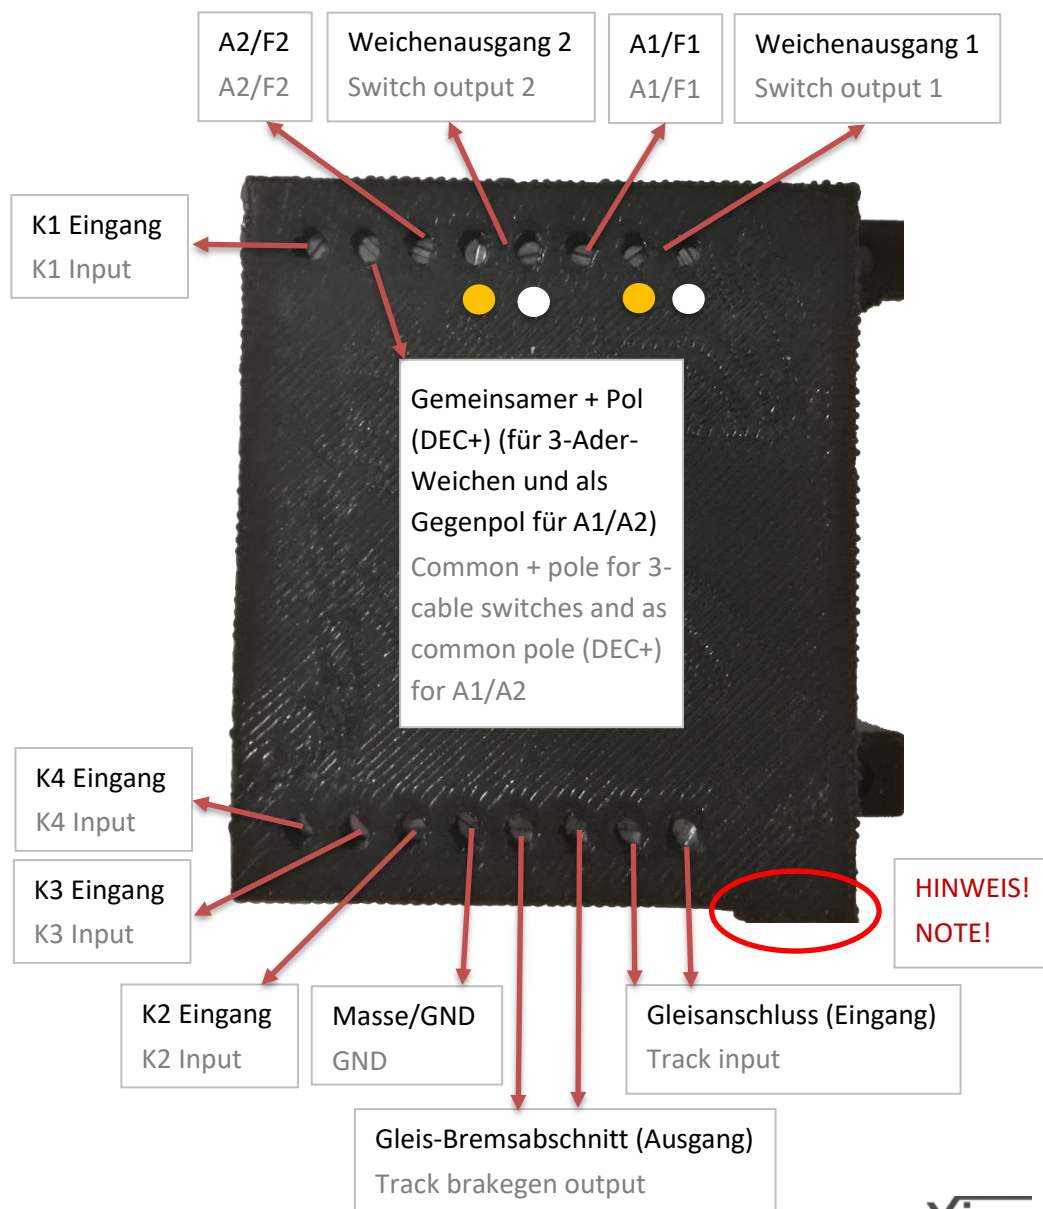 A2/F2
A2/F2
Weichenausgang 2
Switch output 2
A1/F1
A1/F1
Weichenausgang 1
Switch output 1
K1 Eingang
K1 Input
Gemeinsamer + Pol
(DEC+) (für 3-Ader-
Weichen und als
Gegenpol für A1/A2)
Common + pole for 3-
cable switches and as
common pole (DEC+)
for A1/A2
K4 Eingang
K4 Input
K3 Eingang
K3 Input
HINWEIS!
NOTE!
K2 Eingang
K2 Input
Masse/GND
GND
Gleisanschluss (Eingang)
Track input
Gleis-Bremsabschnitt (Ausgang)
Track brakegen output